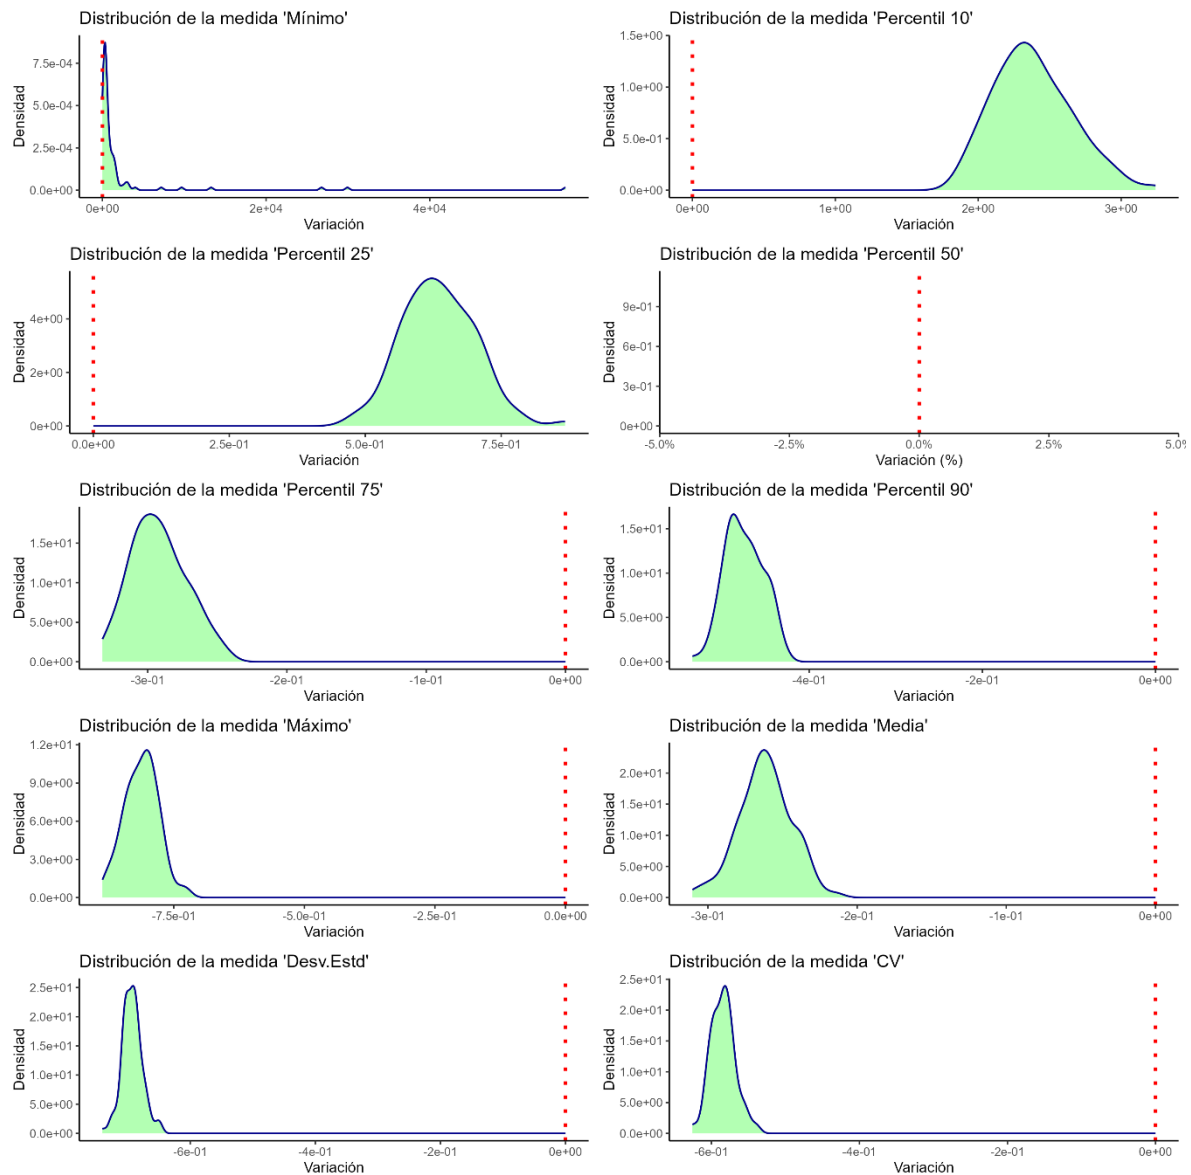 Distribución de la medida 'Mínimo'
Densidad
7.5e-04
5.0e-04
2.5e-04
0.0e+00
0e+00 2e+04 4e+04
Variación
Distribución de la medida 'Percentil 10'
Densidad
1.5e+00
1.0e+00
5.0e-01
0.0e+00
0e+00 1e+00 2e+00 3e+00
Variación
Distribución de la medida 'Percentil 25'
Densidad
4e+00
2e+00
0e+00
0.0e+00 2.5e-01 5.0e-01 7.5e-01
Variación
Distribución de la medida 'Percentil 50'
Densidad
9e-01
6e-01
3e-01
0e+00
-5.0% -2.5% 0.0% 2.5% 5.0%
Variación (%)
Distribución de la medida 'Percentil 75'
Densidad
1.5e+01
1.0e+01
5.0e+00
0.0e+00
-3e-01 -2e-01 -1e-01 0e+00
Variación
Distribución de la medida 'Percentil 90'
Densidad
1.5e+01
1.0e+01
5.0e+00
0.0e+00
-4e-01 -2e-01 0e+00
Variación
Distribución de la medida 'Máximo'
Densidad
1.2e+01
9.0e+00
6.0e+00
3.0e+00
0.0e+00
-7.5e-01 -5.0e-01 -2.5e-01 0.0e+00
Variación
Distribución de la medida 'Media'
Densidad
2.0e+01
1.5e+01
1.0e+01
5.0e+00
0.0e+00
-3e-01 -2e-01 -1e-01 0e+00
Variación
Distribución de la medida 'Desv.Estd'
Densidad
2.5e+01
2.0e+01
1.5e+01
1.0e+01
5.0e+00
0.0e+00
-6e-01 -4e-01 -2e-01 0e+00
Variación
Distribución de la medida 'CV'
Densidad
2.5e+01
2.0e+01
1.5e+01
1.0e+01
5.0e+00
0.0e+00
-6e-01 -4e-01 -2e-01 0e+00
Variación